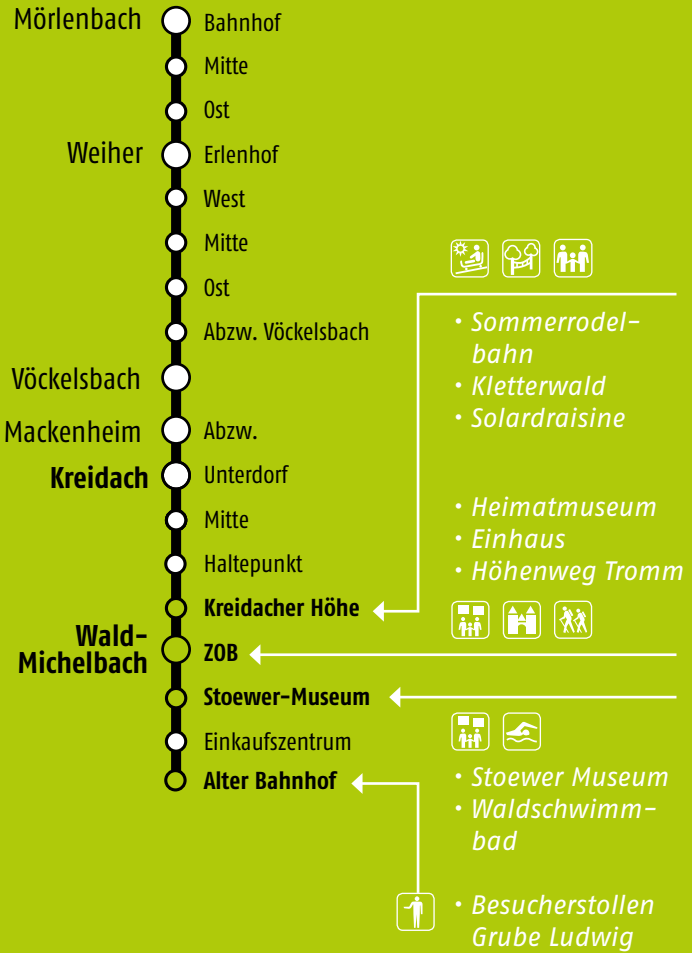 Mörlenbach Bahnhof
Mitte
Ost
Weiher Erlenhof
West
Mitte
Ost
Abzw. Vöckelsbach
Vöckelsbach
Mackenheim Abzw.
Kreidach Unterdorf
Mitte
Haltepunkt
Kreidacher Höhe
Wald-
Michelbach ZOB
Stoewer-Museum
Einkaufszentrum
Alter Bahnhof
• Sommerrodel-
bahn
• Kletterwald
• Solardraisine
• Heimatmuseum
• Einhaus
• Höhenweg Tromm
• Stoewer Museum
• Waldschwimm-
bad
• Besucherstollen
Grube Ludwig